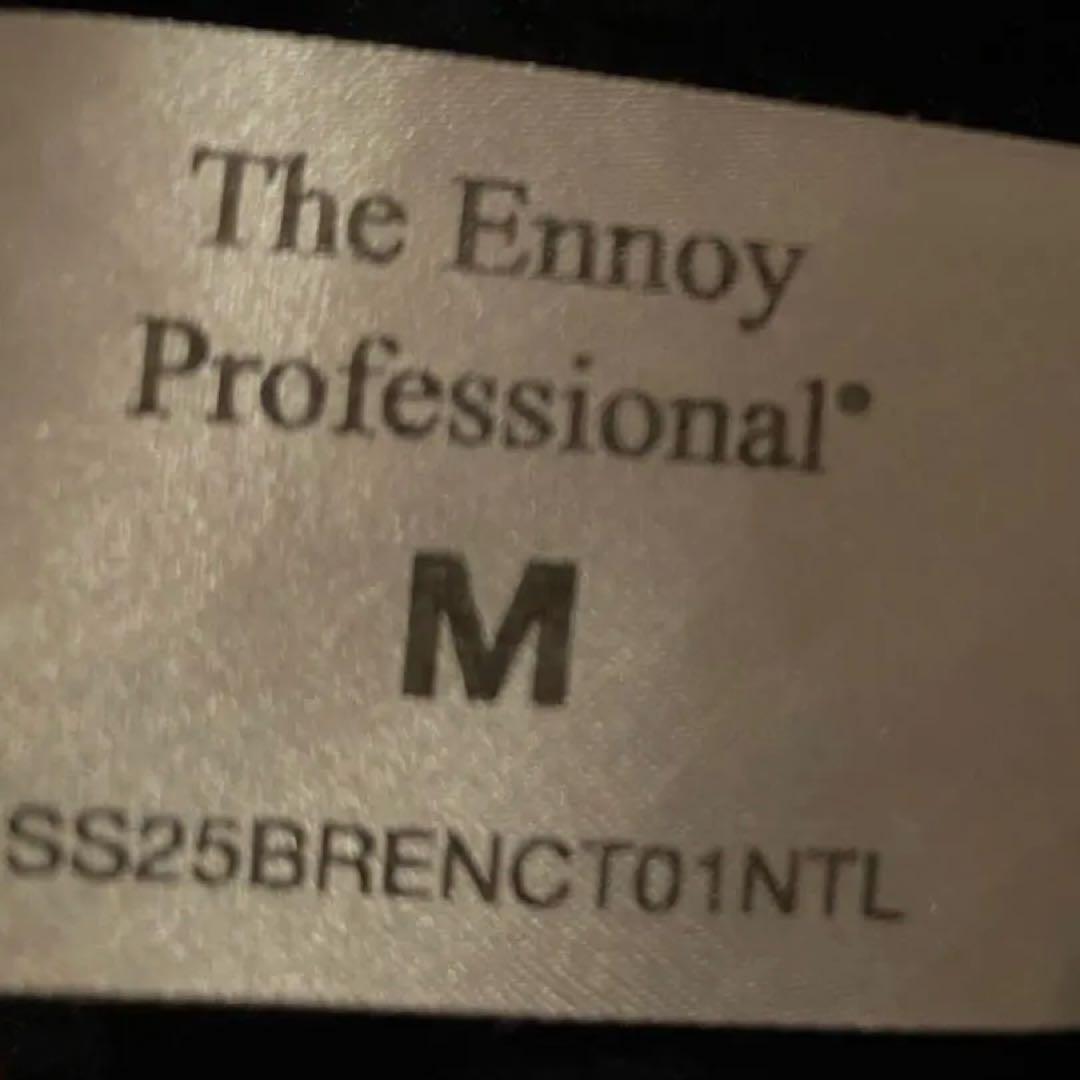 The Ennoy
Professional®
M
SS25BRENCT01NTL